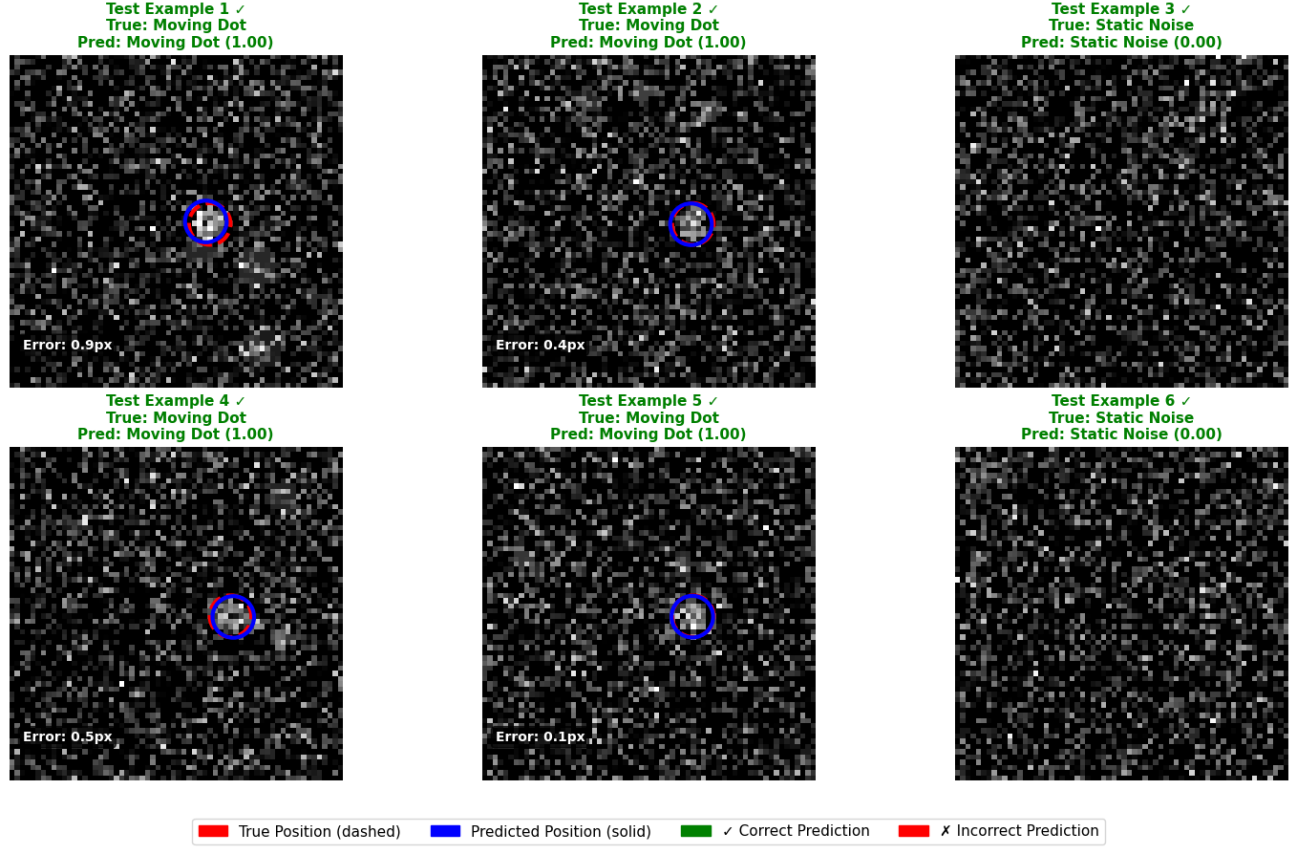 Test Example 1 ✓
True: Moving Dot
Pred: Moving Dot (1.00)
Test Example 2 ✓
True: Moving Dot
Pred: Moving Dot (1.00)
Test Example 3 ✓
True: Static Noise
Pred: Static Noise (0.00)
Error: 0.9px
Error: 0.4px
Test Example 4 ✓
True: Moving Dot
Pred: Moving Dot (1.00)
Test Example 5 ✓
True: Moving Dot
Pred: Moving Dot (1.00)
Test Example 6 ✓
True: Static Noise
Pred: Static Noise (0.00)
Error: 0.5px
Error: 0.1px
True Position (dashed)
Predicted Position (solid)
✓ Correct Prediction
✗ Incorrect Prediction